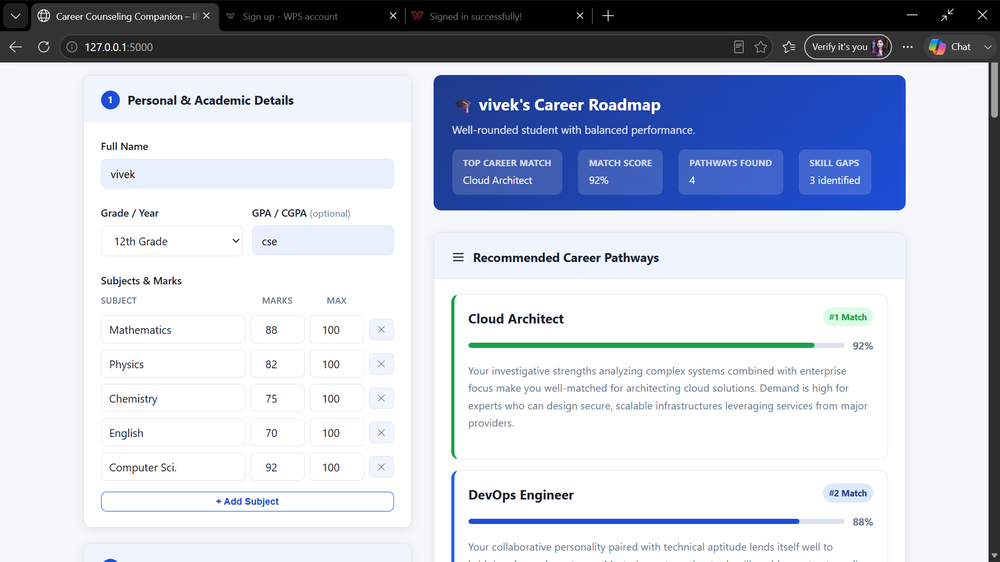 Career Counseling Companion – IB
Sign up - WPS account
Signed in successfully!
127.0.0.1:5000
Verify it's you
Chat
1
Personal & Academic Details
Full Name
vivek
Grade / Year
GPA / CGPA (optional)
12th Grade
cse
Subjects & Marks
SUBJECT MARKS MAX
Mathematics 88 100
Physics 82 100
Chemistry 75 100
English 70 100
Computer Sci. 92 100
+ Add Subject
vivek's Career Roadmap
Well-rounded student with balanced performance.
TOP CAREER MATCH
Cloud Architect
MATCH SCORE
92%
PATHWAYS FOUND
4
SKILL GAPS
3 identified
Recommended Career Pathways
Cloud Architect
#1 Match
92%
Your investigative strengths analyzing complex systems combined with enterprise
focus make you well-matched for architecting cloud solutions. Demand is high for
experts who can design secure, scalable infrastructures leveraging services from major
providers.
DevOps Engineer
#2 Match
88%
Your collaborative personality paired with technical aptitude lends itself well to